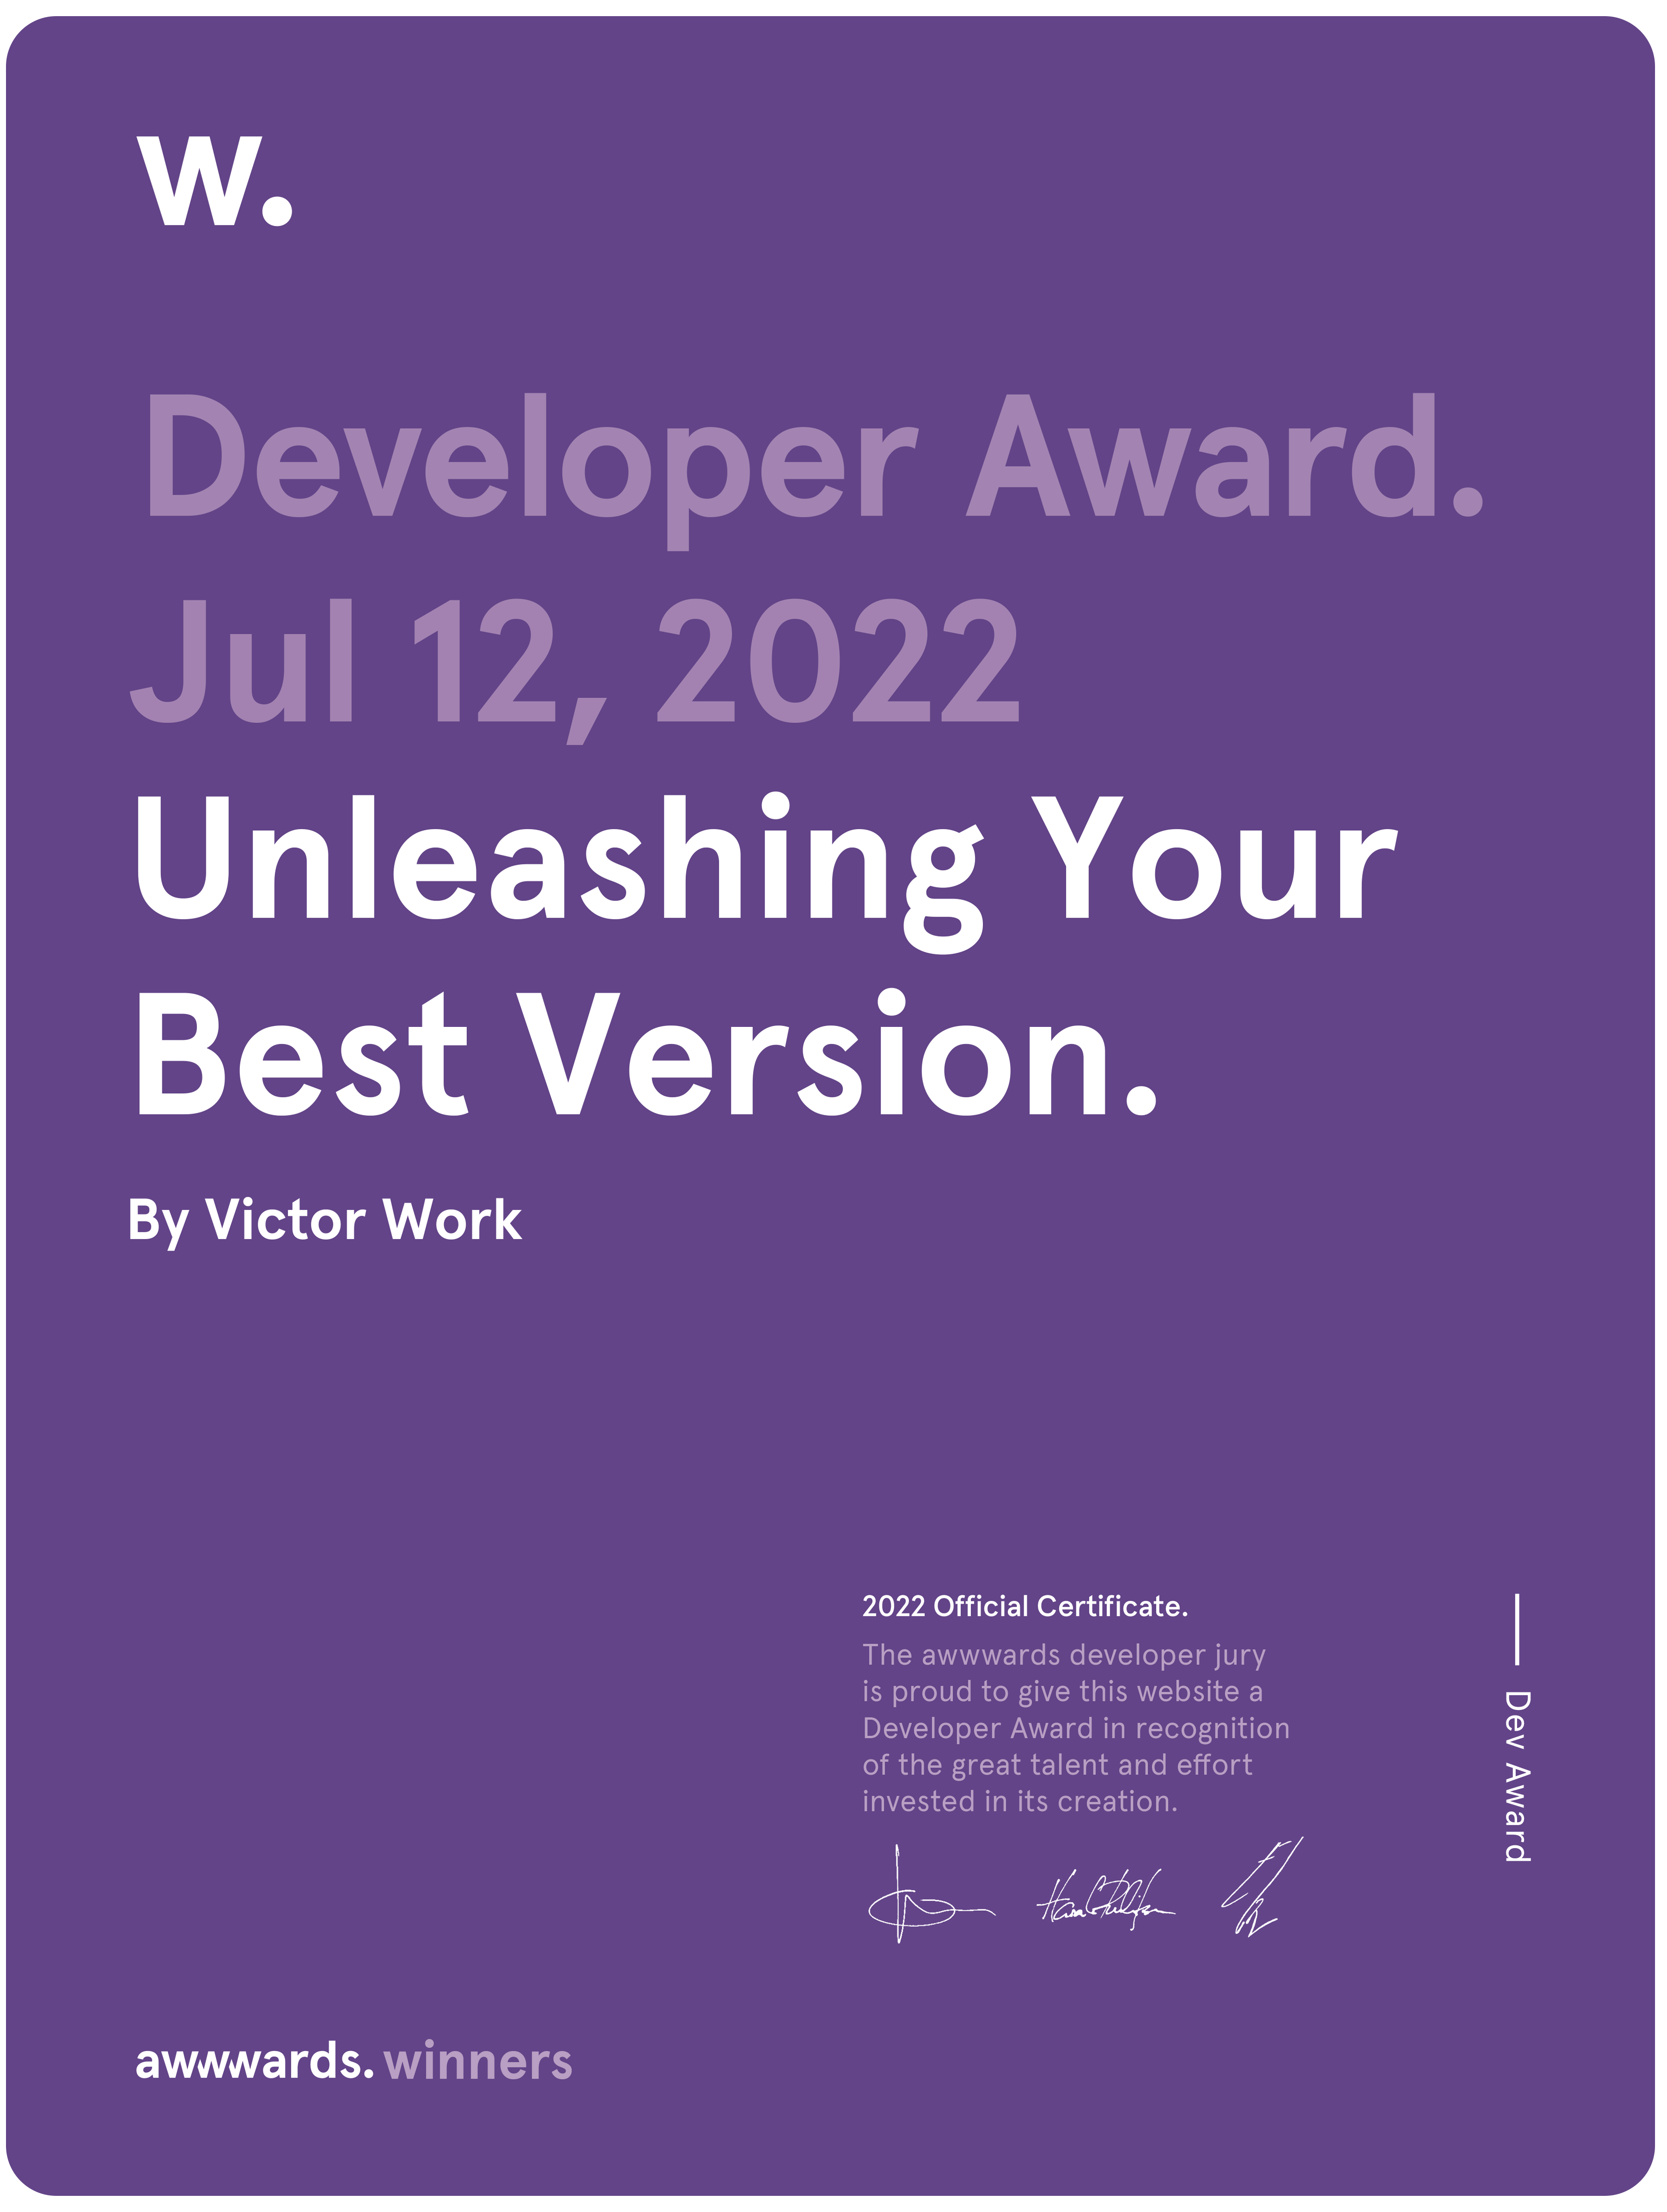 W.
Developer Award.
Jul 12, 2022
Unleashing Your
Best Version.
By Victor Work
2022 Official Certificate.
The awwwards developer jury
is proud to give this website a
Developer Award in recognition
of the great talent and effort
invested in its creation.
Dev Award
awwwards. winners